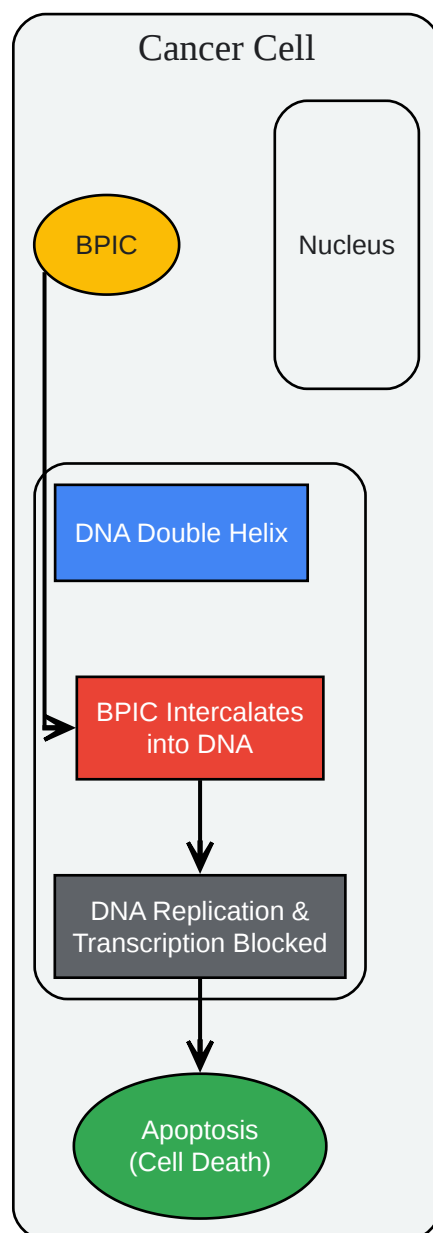 Cancer Cell
BPIC
Nucleus
DNA Double Helix
BPIC Intercalates
into DNA
DNA Replication &
Transcription Blocked
Apoptosis
(Cell Death)